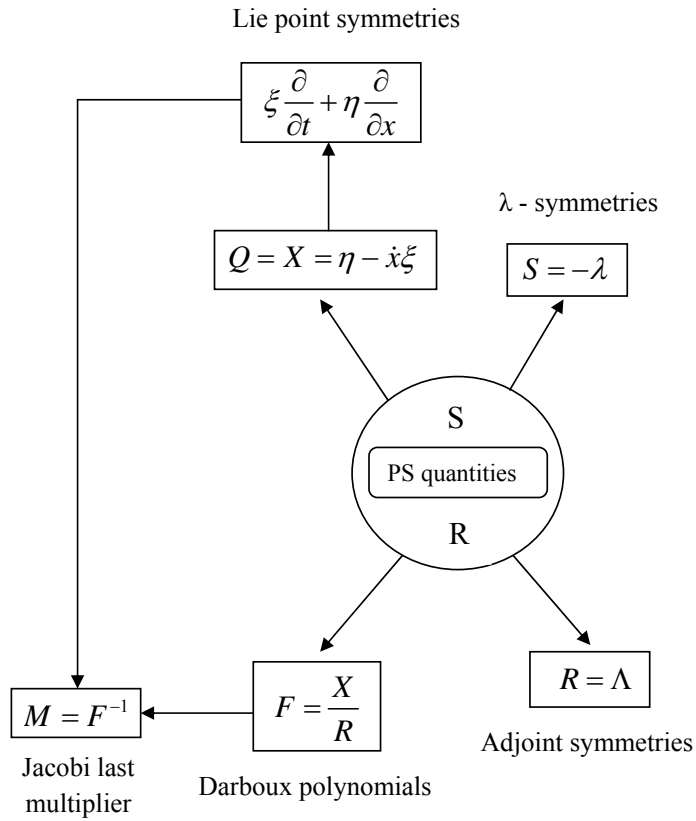 Lie point symmetries
ξ ∂/∂t + η ∂/∂x
λ - symmetries
Q = X = η − ẋξ
S = −λ
S
PS quantities
R
M = F⁻¹
F = X/R
R = Λ
Adjoint symmetries
Jacobi last
multiplier
Darboux polynomials